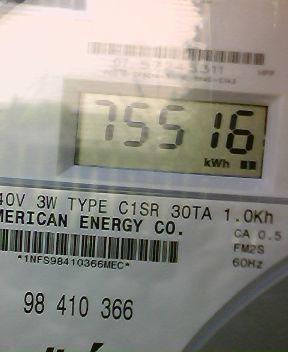 75516
kWh
40V 3W TYPE C1SR 30TA 1.0Kh
MERICAN ENERGY CO.
CA 0.5
FM2S
60Hz
*1NFS98410366MEC*
98 410 366